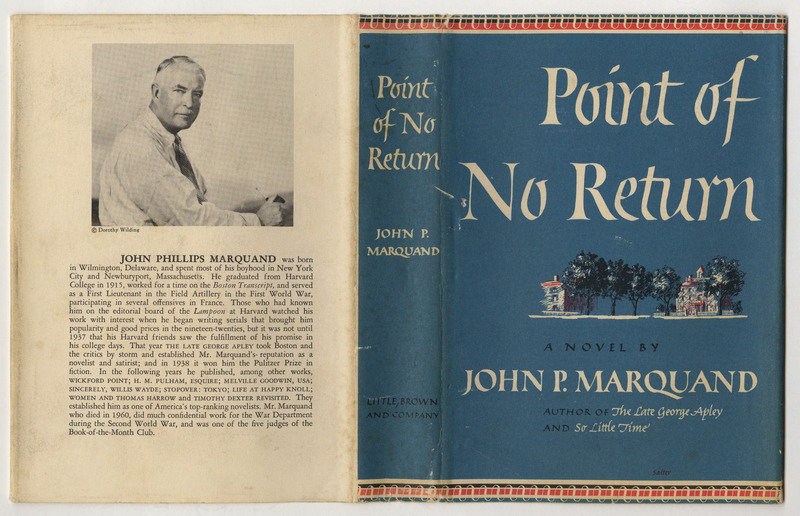 © Dorothy Wilding
JOHN PHILLIPS MARQUAND was born
in Wilmington, Delaware, and spent most of his boyhood in New York
City and Newburyport, Massachusetts. He graduated from Harvard
College in 1915, worked for a time on the Boston Transcript, and served
as a First Lieutenant in the Field Artillery in the First World War,
participating in several offensives in France. Those who had known
him on the editorial board of the Lampoon at Harvard watched his
work with interest when he began writing serials that brought him
popularity and good prices in the nineteen-twenties, but it was not until
1937 that his Harvard friends saw the fulfillment of his promise in
his college days. That year THE LATE GEORGE APLEY took Boston and
the critics by storm and established Mr. Marquand's reputation as a
novelist and satirist; and in 1938 it won him the Pulitzer Prize in
fiction. In the following years he published, among other works,
WICKFORD POINT; H. M. PULHAM, ESQUIRE; MELVILLE GOODWIN, USA;
SINCERELY, WILLIS WAYDE; STOPOVER: TOKYO; LIFE AT HAPPY KNOLL;
WOMEN AND THOMAS HARROW and TIMOTHY DEXTER REVISITED. They
established him as one of America's top-ranking novelists. Mr. Marquand
who died in 1960, did much confidential work for the War Department
during the Second World War, and was one of the five judges of the
Book-of-the-Month Club.
Point
of No
Return
JOHN P.
MARQUAND
LITTLE, BROWN
AND COMPANY
Point of
No Return
A NOVEL BY
JOHN P. MARQUAND
AUTHOR OF The Late George Apley
AND So Little Time